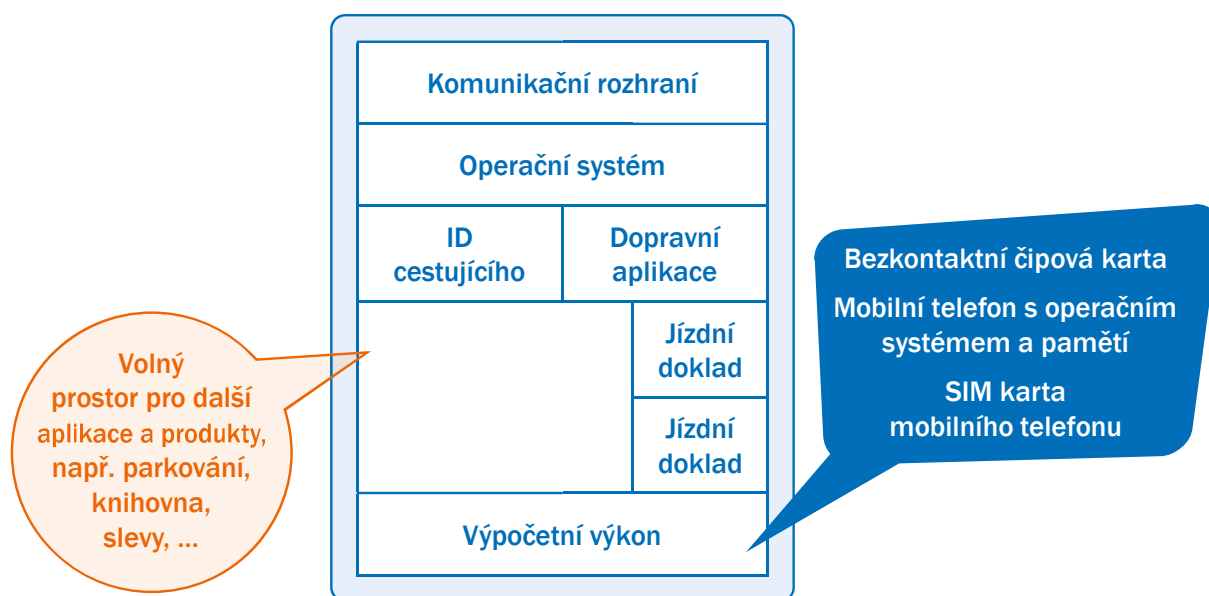 Komunikační rozhraní
Operační systém
ID
cestujícího
Dopravní
aplikace
Jízdní
doklad
Jízdní
doklad
Výpočetní výkon
Volný
prostor pro další
aplikace a produkty,
např. parkování,
knihovna,
slevy, ...
Bezkontaktní čipová karta
Mobilní telefon s operačním
systémem a pamětí
SIM karta
mobilního telefonu